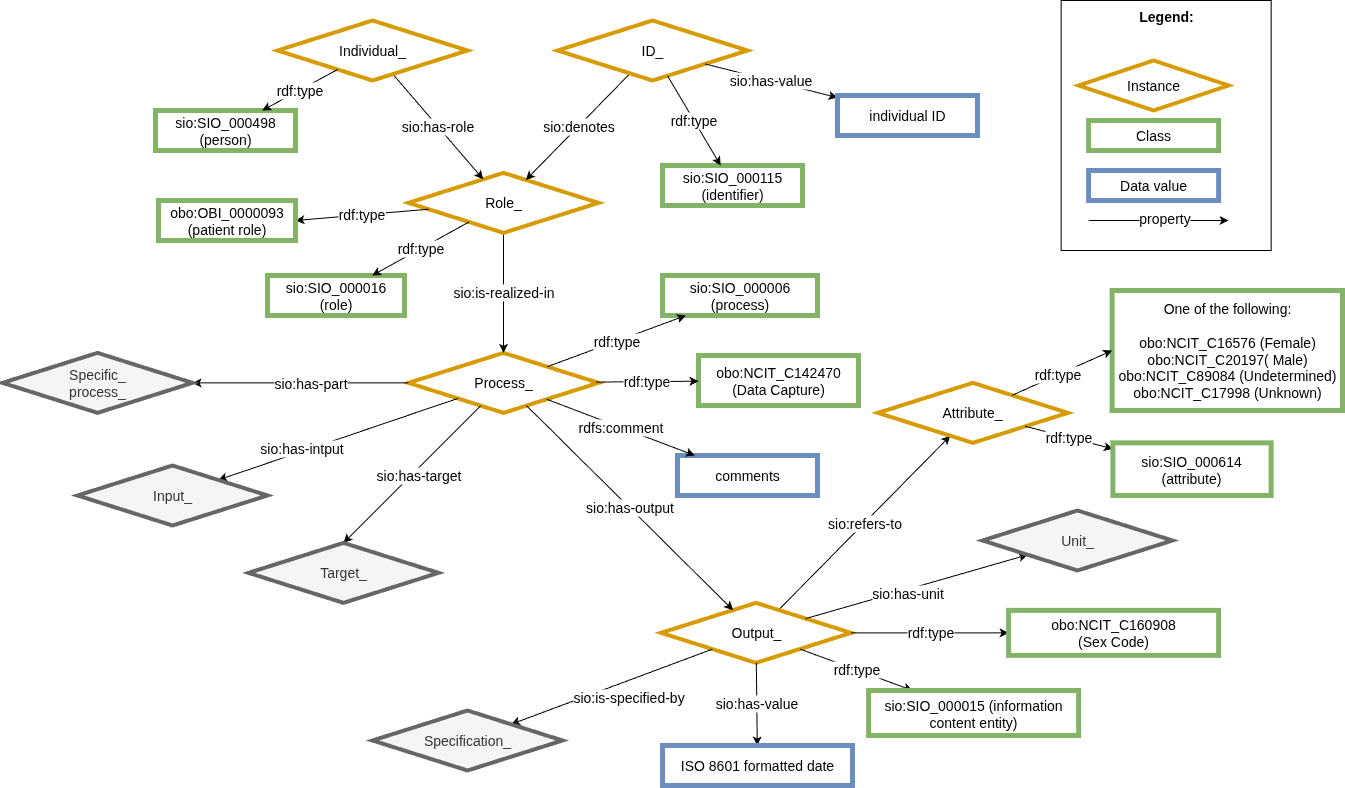 Legend:
Individual_
ID_
Instance
rdf:type
sio:has-value
individual ID
sio:SIO_000498
(person)
sio:has-role
sio:denotes
rdf:type
Class
sio:SIO_000115
(identifier)
Data value
Role_
obo:OBI_0000093
(patient role)
rdf:type
property
rdf:type
sio:SIO_000016
(role)
sio:is-realized-in
sio:SIO_000006
(process)
One of the following:
obo:NCIT_C16576 (Female)
obo:NCIT_C20197( Male)
obo:NCIT_C89084 (Undetermined)
obo:NCIT_C17998 (Unknown)
rdf:type
Specific_
process_
sio:has-part
Process_
rdf:type
obo:NCIT_C142470
(Data Capture)
rdf:type
Attribute_
rdfs:comment
rdf:type
sio:has-intput
sio:SIO_000614
(attribute)
sio:has-target
comments
Input_
sio:has-output
sio:refers-to
Unit_
Target_
sio:has-unit
Output_
rdf:type
obo:NCIT_C160908
(Sex Code)
rdf:type
sio:is-specified-by
sio:has-value
sio:SIO_000015 (information
content entity)
Specification_
ISO 8601 formatted date